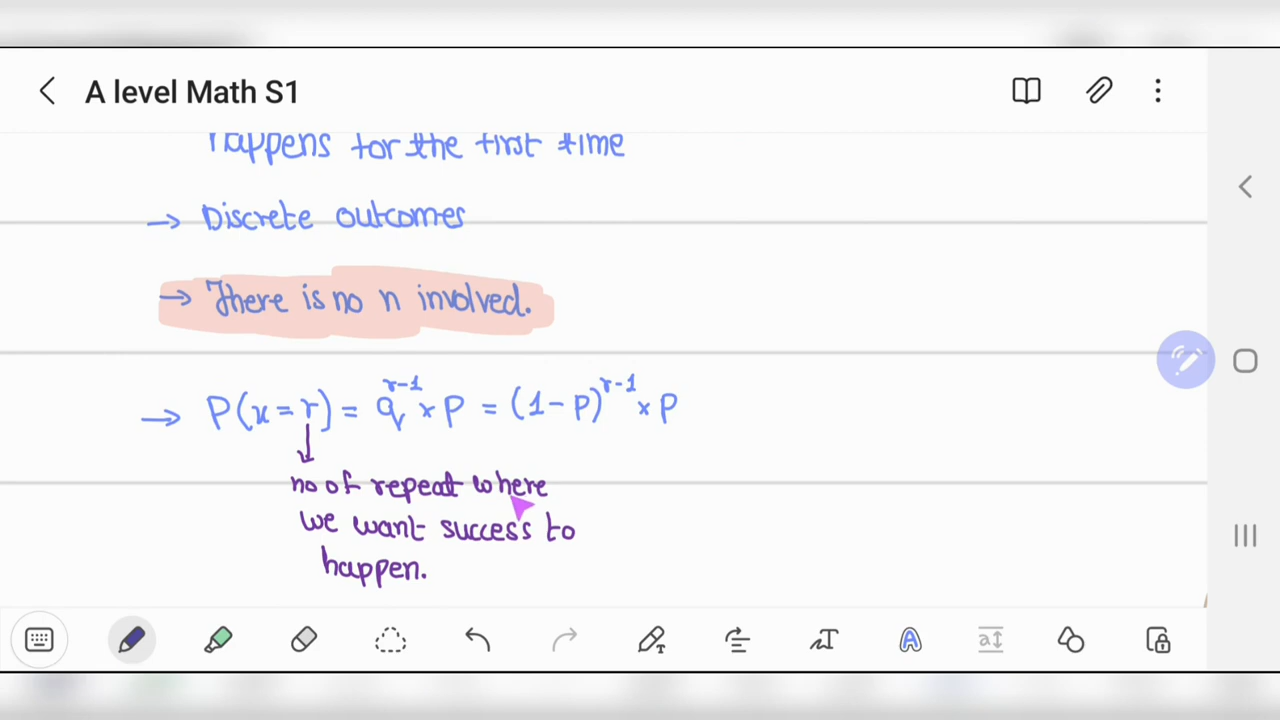 A level Math S1
happens for the first time
→ Discrete outcomes
→ There is no n involved.
→ P(x=r) = q^{r-1} × P = (1-P)^{r-1} × P
no of repeat where
we want success to
happen.